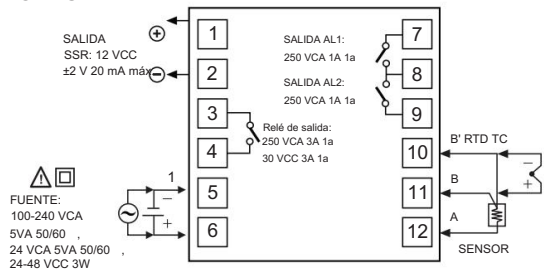 SALIDA
SSR: 12 VCC
±2 V 20 mA máx
+
−
1
2
3
4
5
6
SALIDA AL1:
250 VCA 1A 1a
SALIDA AL2:
250 VCA 1A 1a
Relé de salida:
250 VCA 3A 1a
30 VCC 3A 1a
7
8
9
10
11
12
B' RTD TC
B
A
−
+
SENSOR
1
−
+
FUENTE:
100-240 VCA
5VA 50/60 ,
24 VCA 5VA 50/60 ,
24-48 VCC 3W